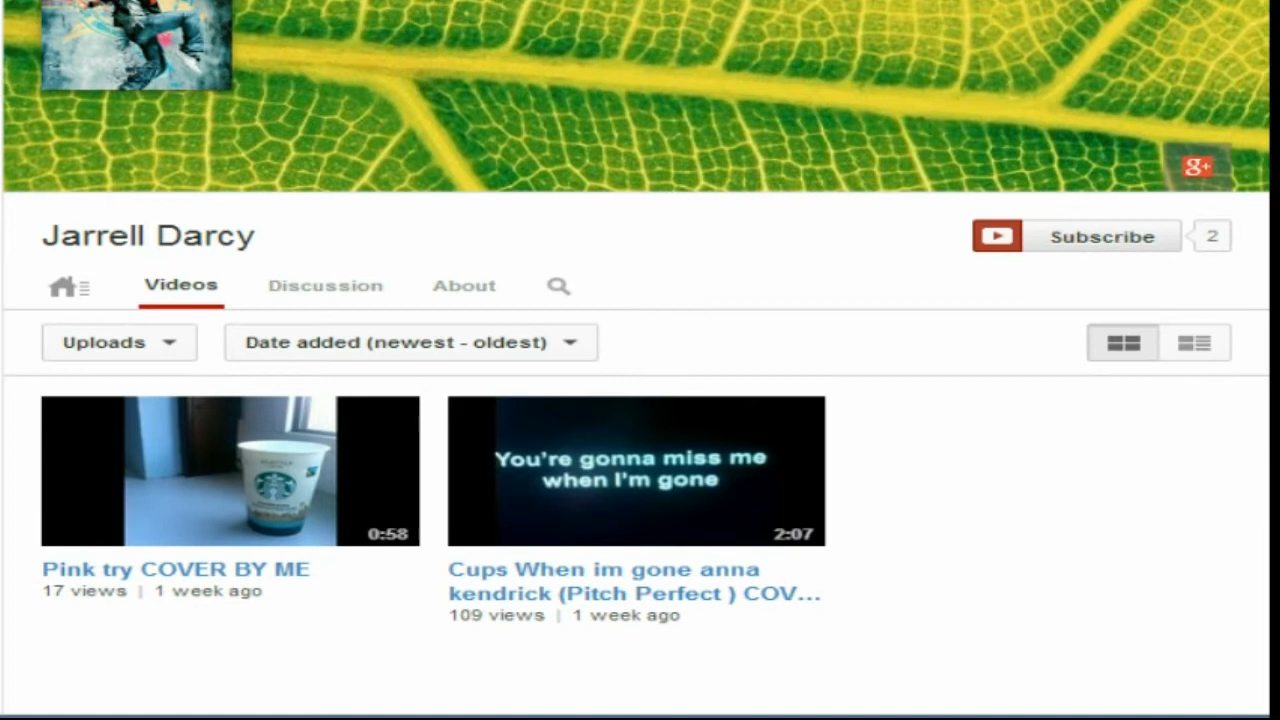 g+
Jarrell Darcy
Subscribe 2
Videos Discussion About
Uploads Date added (newest - oldest)
You're gonna miss me
when I'm gone
0:58 2:07
Pink try COVER BY ME
17 views | 1 week ago
Cups When im gone anna
kendrick (Pitch Perfect ) COV...
109 views | 1 week ago